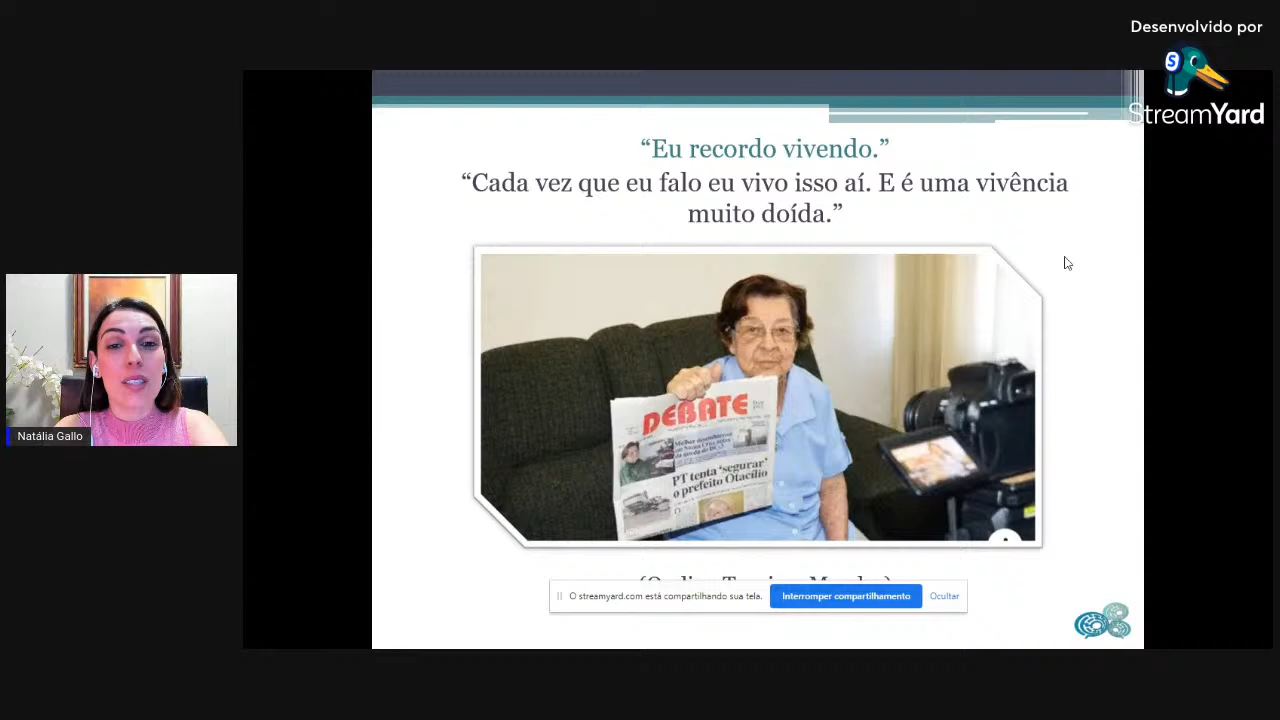 Desenvolvido por
StreamYard
“Eu recordo vivendo.”
“Cada vez que eu falo eu vivo isso aí. E é uma vivência
muito doída.”
DEBATE
PT tenta ‘segurar’
o prefeito Otacílio
Natália Gallo
O streamyard.com está compartilhando sua tela.
Interromper compartilhamento
Ocultar